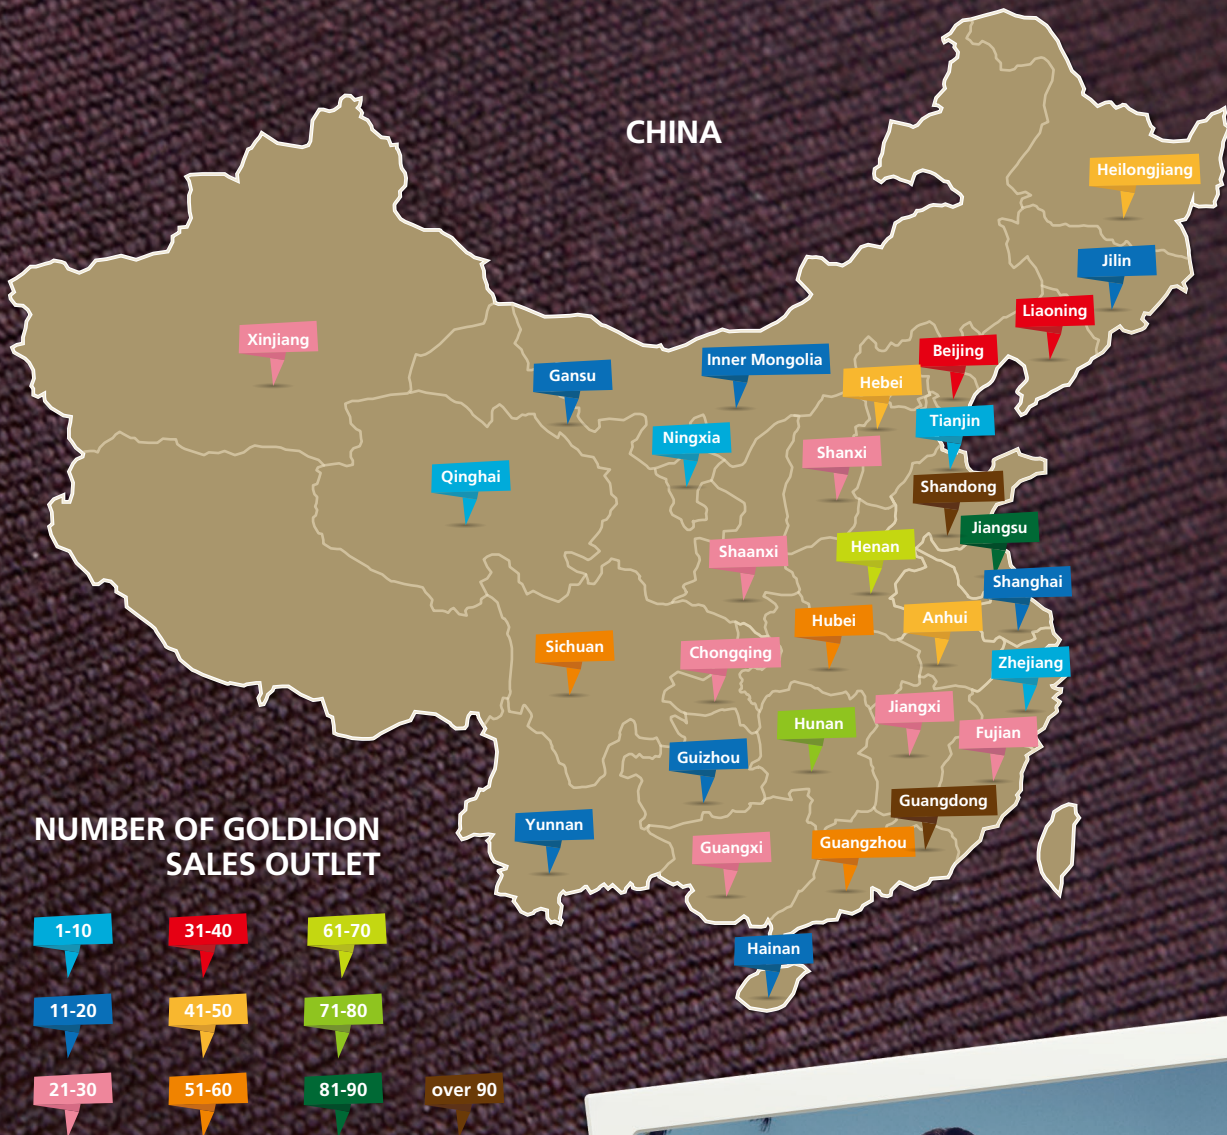 CHINA
Heilongjiang
Jilin
Liaoning
Xinjiang
Beijing
Inner Mongolia
Gansu
Hebei
Tianjin
Ningxia
Shanxi
Qinghai
Shandong
Jiangsu
Shaanxi
Henan
Shanghai
Hubei
Anhui
Sichuan
Chongqing
Zhejiang
Jiangxi
Hunan
Fujian
Guizhou
Guangdong
Yunnan
Guangxi
Guangzhou
Hainan
NUMBER OF GOLDLION
SALES OUTLET
1-10
31-40
61-70
11-20
41-50
71-80
21-30
51-60
81-90
over 90